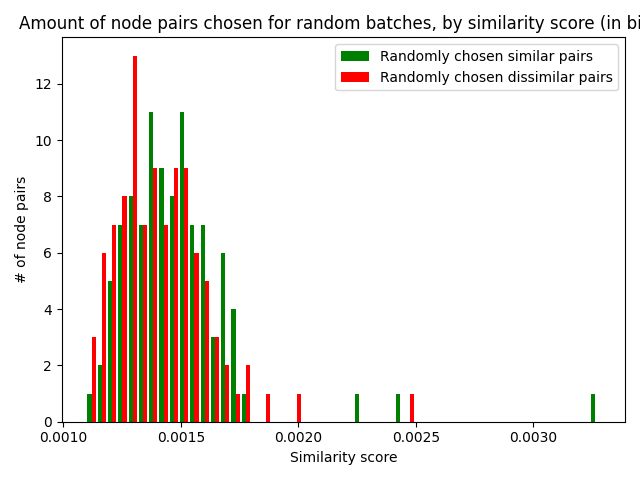 Amount of node pairs chosen for random batches, by similarity score (in bi
Randomly chosen similar pairs
Randomly chosen dissimilar pairs
# of node pairs
12
10
8
6
4
2
0
0.0010 0.0015 0.0020 0.0025 0.0030
Similarity score